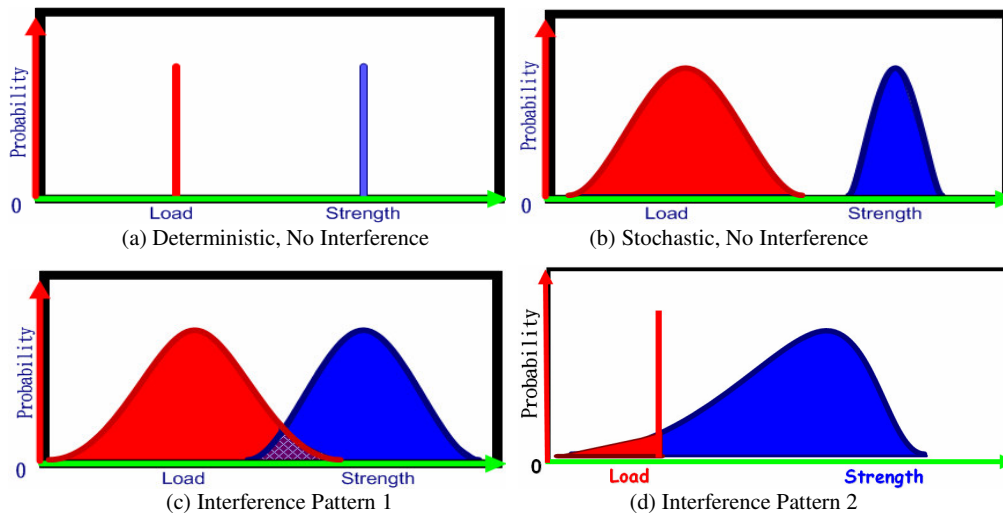 Probability
0
Load
Strength
(a) Deterministic, No Interference
Probability
0
Load
Strength
(b) Stochastic, No Interference
Probability
0
Load
Strength
(c) Interference Pattern 1
Probability
0
Load
Strength
(d) Interference Pattern 2